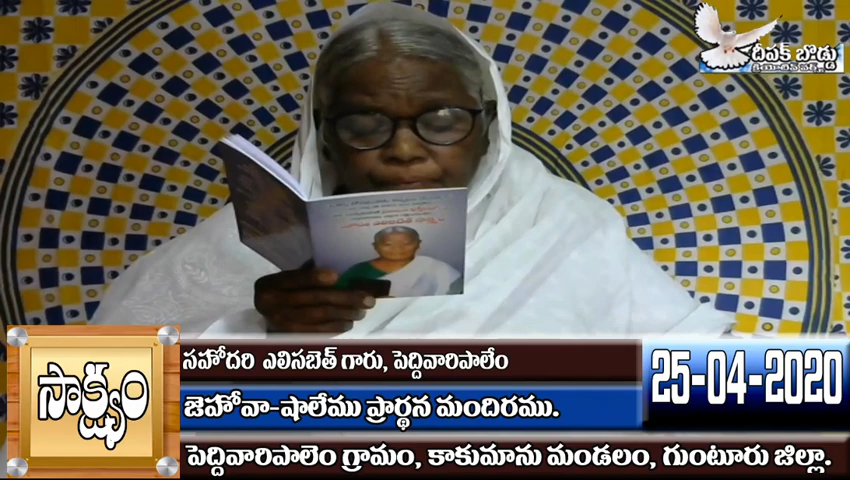 దీపక్ బొడ్డు
సాక్ష్యం
సహోదరి ఎలిసబెత్ గారు, పెద్దివారిపాలెం
జెహోవా-షాలేము ప్రార్థన మందిరము.
25-04-2020
పెద్దివారిపాలెం గ్రామం, కాకుమాను మండలం, గుంటూరు జిల్లా.